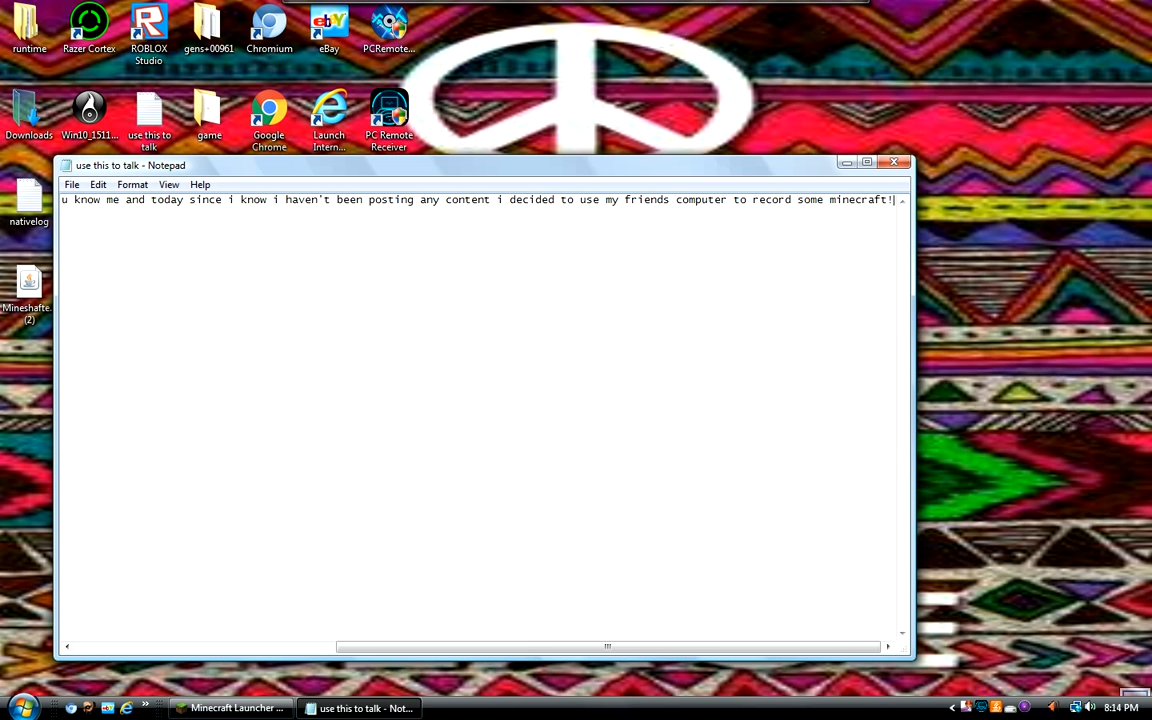 runtime
Razer Cortex
ROBLOX
Studio
gens+00961
Chromium
ebY
eBay
PCRemote...
Downloads
Win10_1511...
use this to
talk
game
Google
Chrome
Launch
Intern...
PC Remote
Receiver
use this to talk - Notepad
File Edit Format View Help
u know me and today since i know i haven't been posting any content i decided to use my friends computer to record some minecraft!
nativelog
Mineshafte...
(2)
Minecraft Launcher ...
use this to talk - Not...
8:14 PM